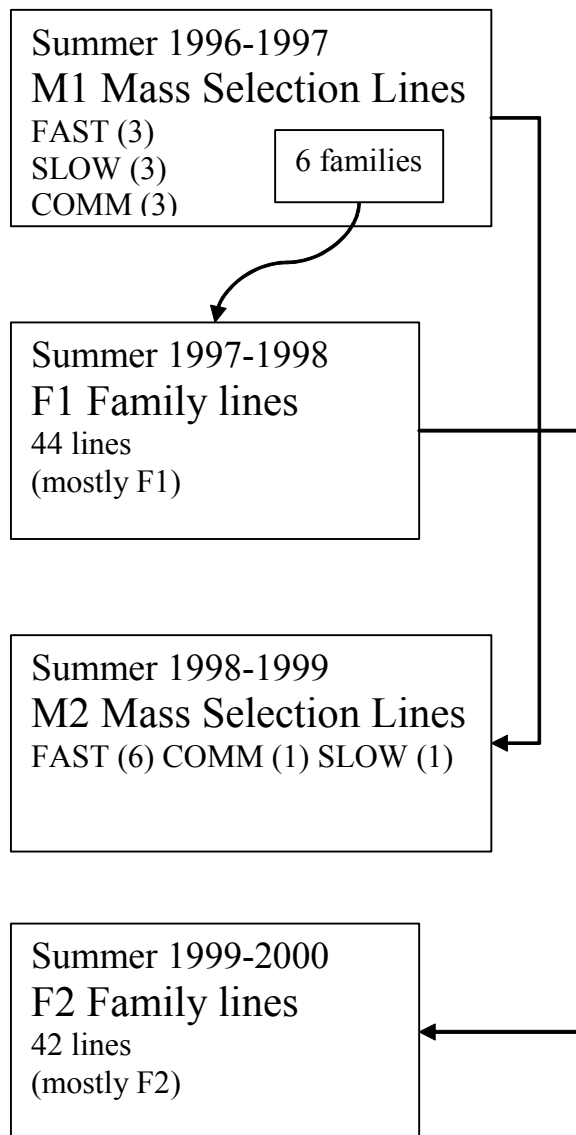 Summer 1996-1997
M1 Mass Selection Lines
FAST (3)
SLOW (3)
COMM (3)
6 families
Summer 1997-1998
F1 Family lines
44 lines
(mostly F1)
Summer 1998-1999
M2 Mass Selection Lines
FAST (6) COMM (1) SLOW (1)
Summer 1999-2000
F2 Family lines
42 lines
(mostly F2)